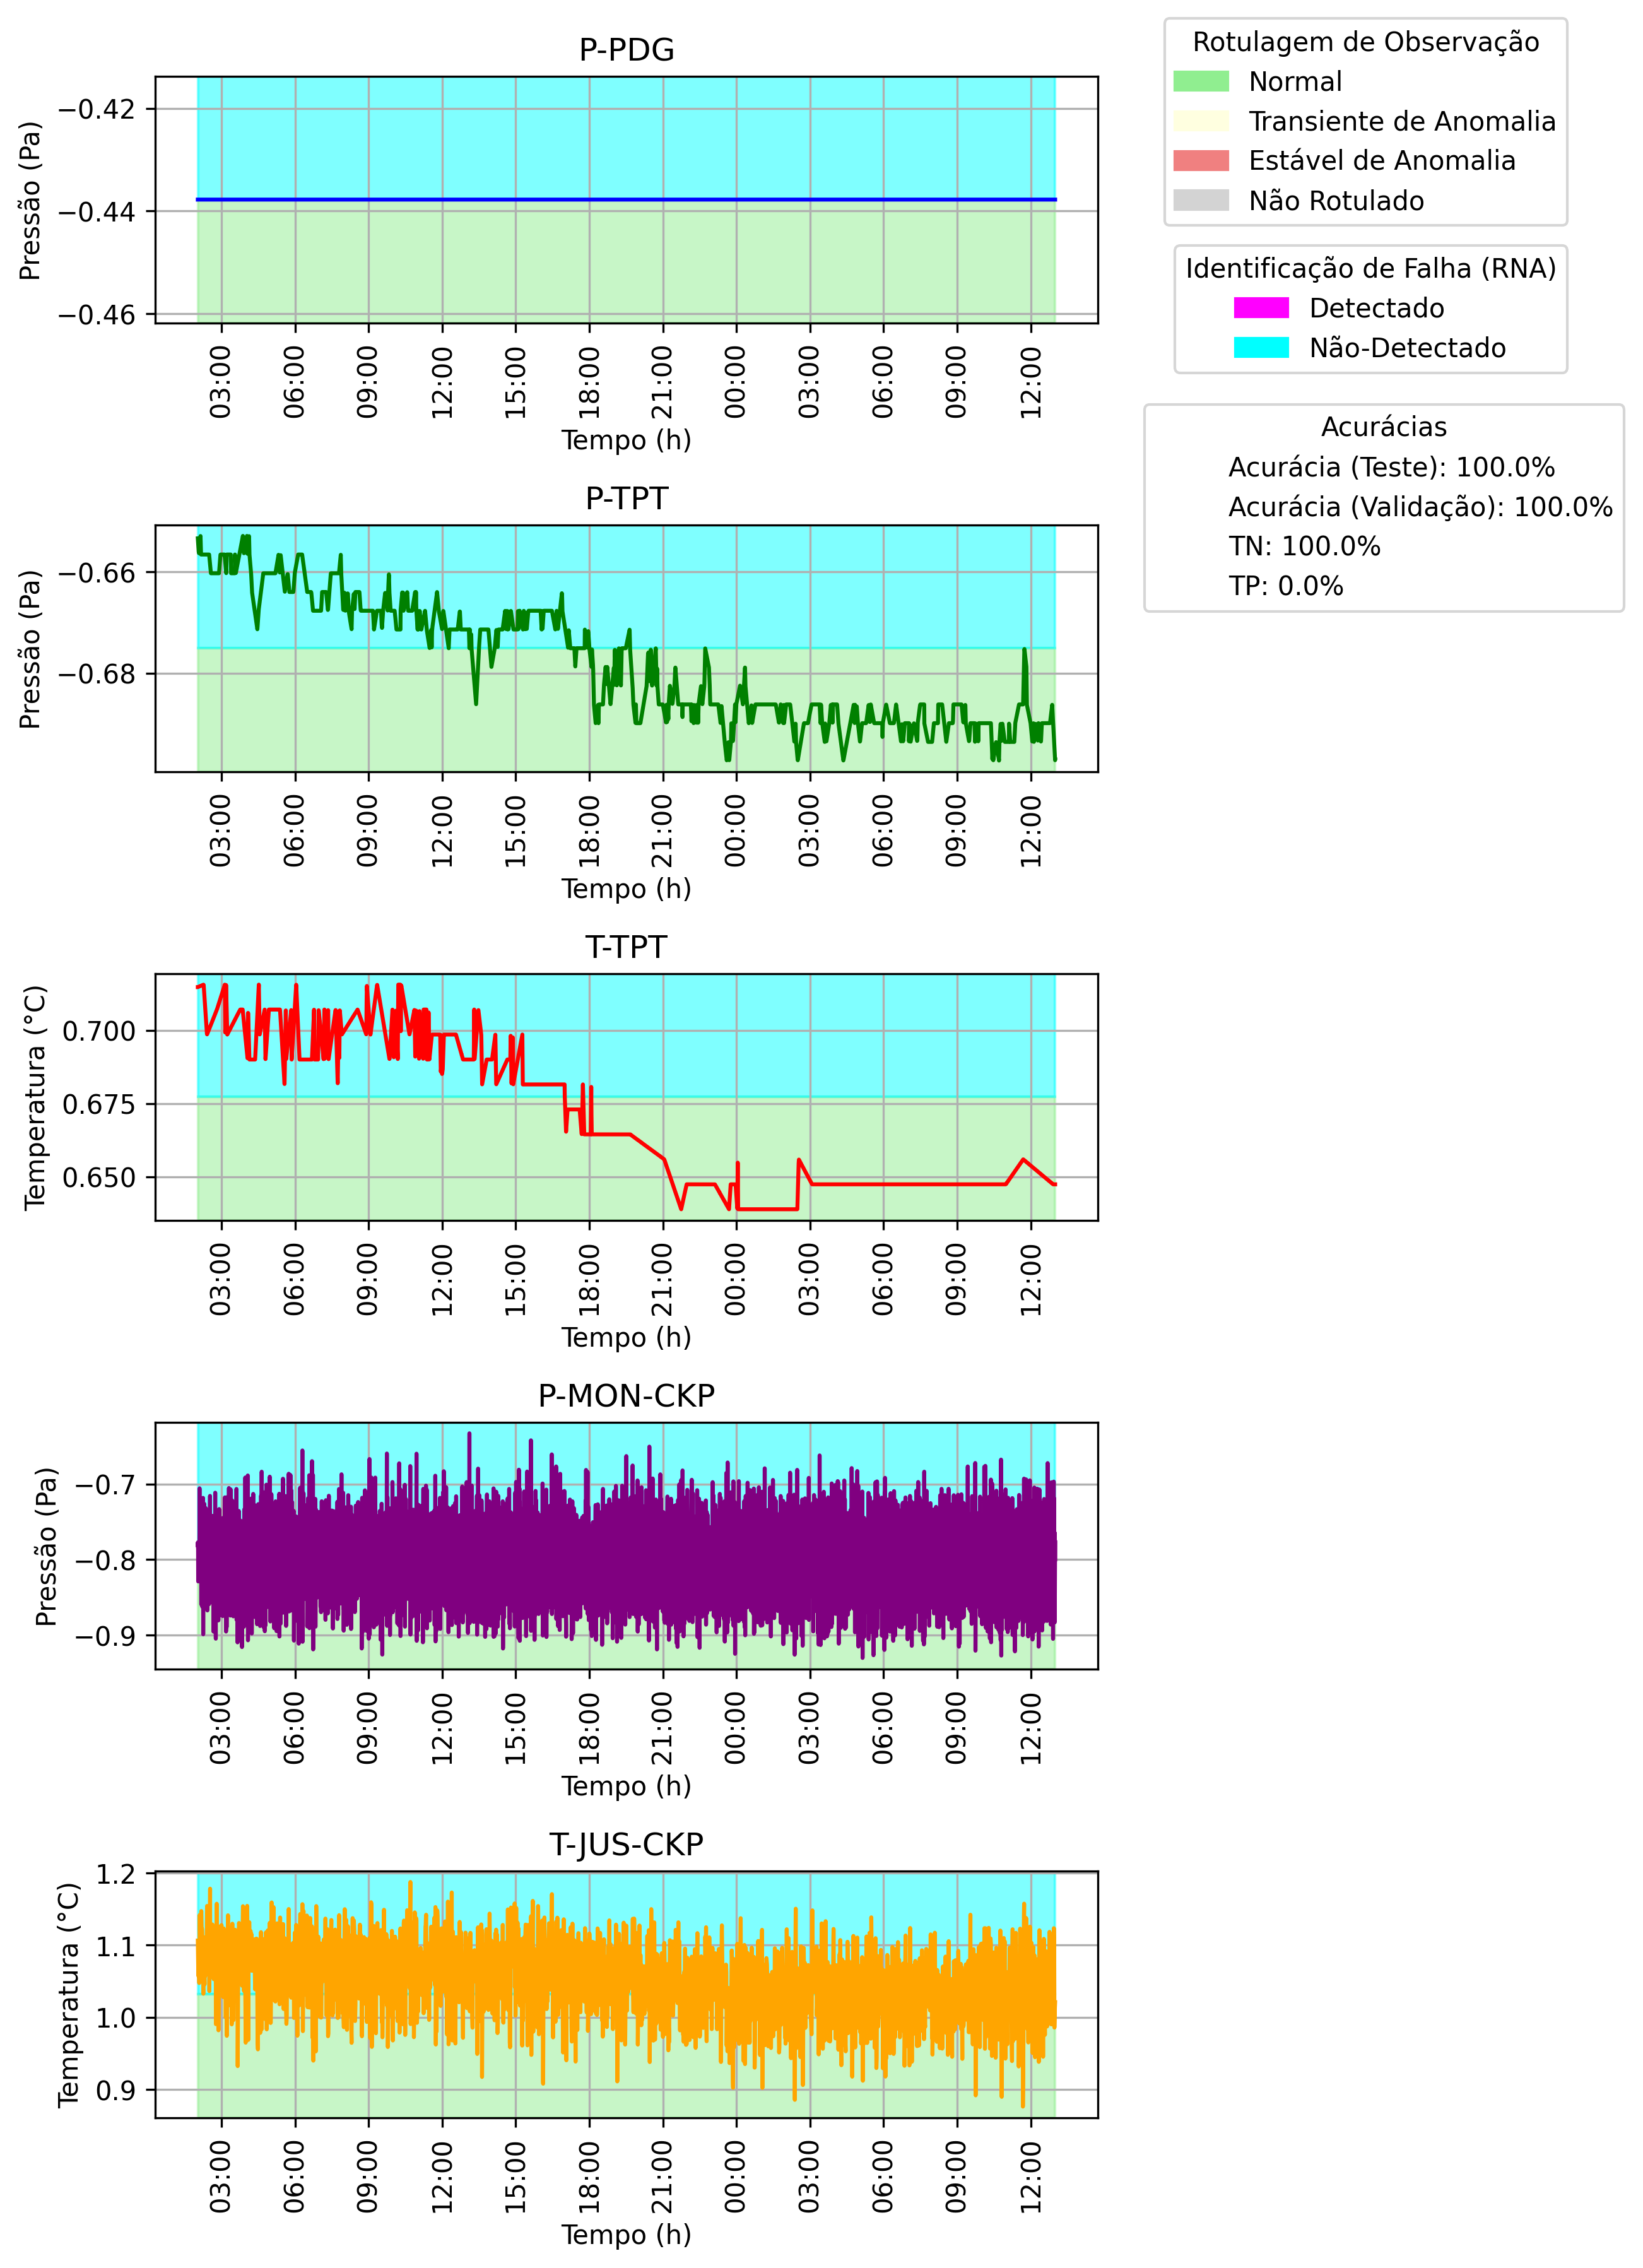 P-PDG
Pressão (Pa)
−0.42
−0.44
−0.46
03:00 06:00 09:00 12:00 15:00 18:00 21:00 00:00 03:00 06:00 09:00 12:00
Tempo (h)
Rotulagem de Observação
Normal
Transiente de Anomalia
Estável de Anomalia
Não Rotulado
Identificação de Falha (RNA)
Detectado
Não-Detectado
Acurácias
Acurácia (Teste): 100.0%
Acurácia (Validação): 100.0%
TN: 100.0%
TP: 0.0%
P-TPT
Pressão (Pa)
−0.66
−0.68
03:00 06:00 09:00 12:00 15:00 18:00 21:00 00:00 03:00 06:00 09:00 12:00
Tempo (h)
T-TPT
Temperatura (°C)
0.700
0.675
0.650
03:00 06:00 09:00 12:00 15:00 18:00 21:00 00:00 03:00 06:00 09:00 12:00
Tempo (h)
P-MON-CKP
Pressão (Pa)
−0.7
−0.8
−0.9
03:00 06:00 09:00 12:00 15:00 18:00 21:00 00:00 03:00 06:00 09:00 12:00
Tempo (h)
T-JUS-CKP
Temperatura (°C)
1.2
1.1
1.0
0.9
03:00 06:00 09:00 12:00 15:00 18:00 21:00 00:00 03:00 06:00 09:00 12:00
Tempo (h)